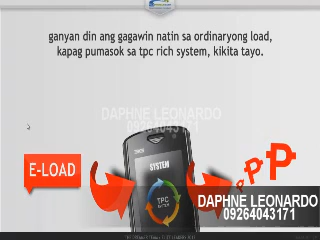 ganyan din ang gagawin natin sa ordinaryong load,
kapag pumasok sa tpc rich system, kikita tayo.
DAPHNE LEONARDO
09264043171
E-LOAD
SYSTEM
TPC
P P P
DAPHNE LEONARDO
09264043171